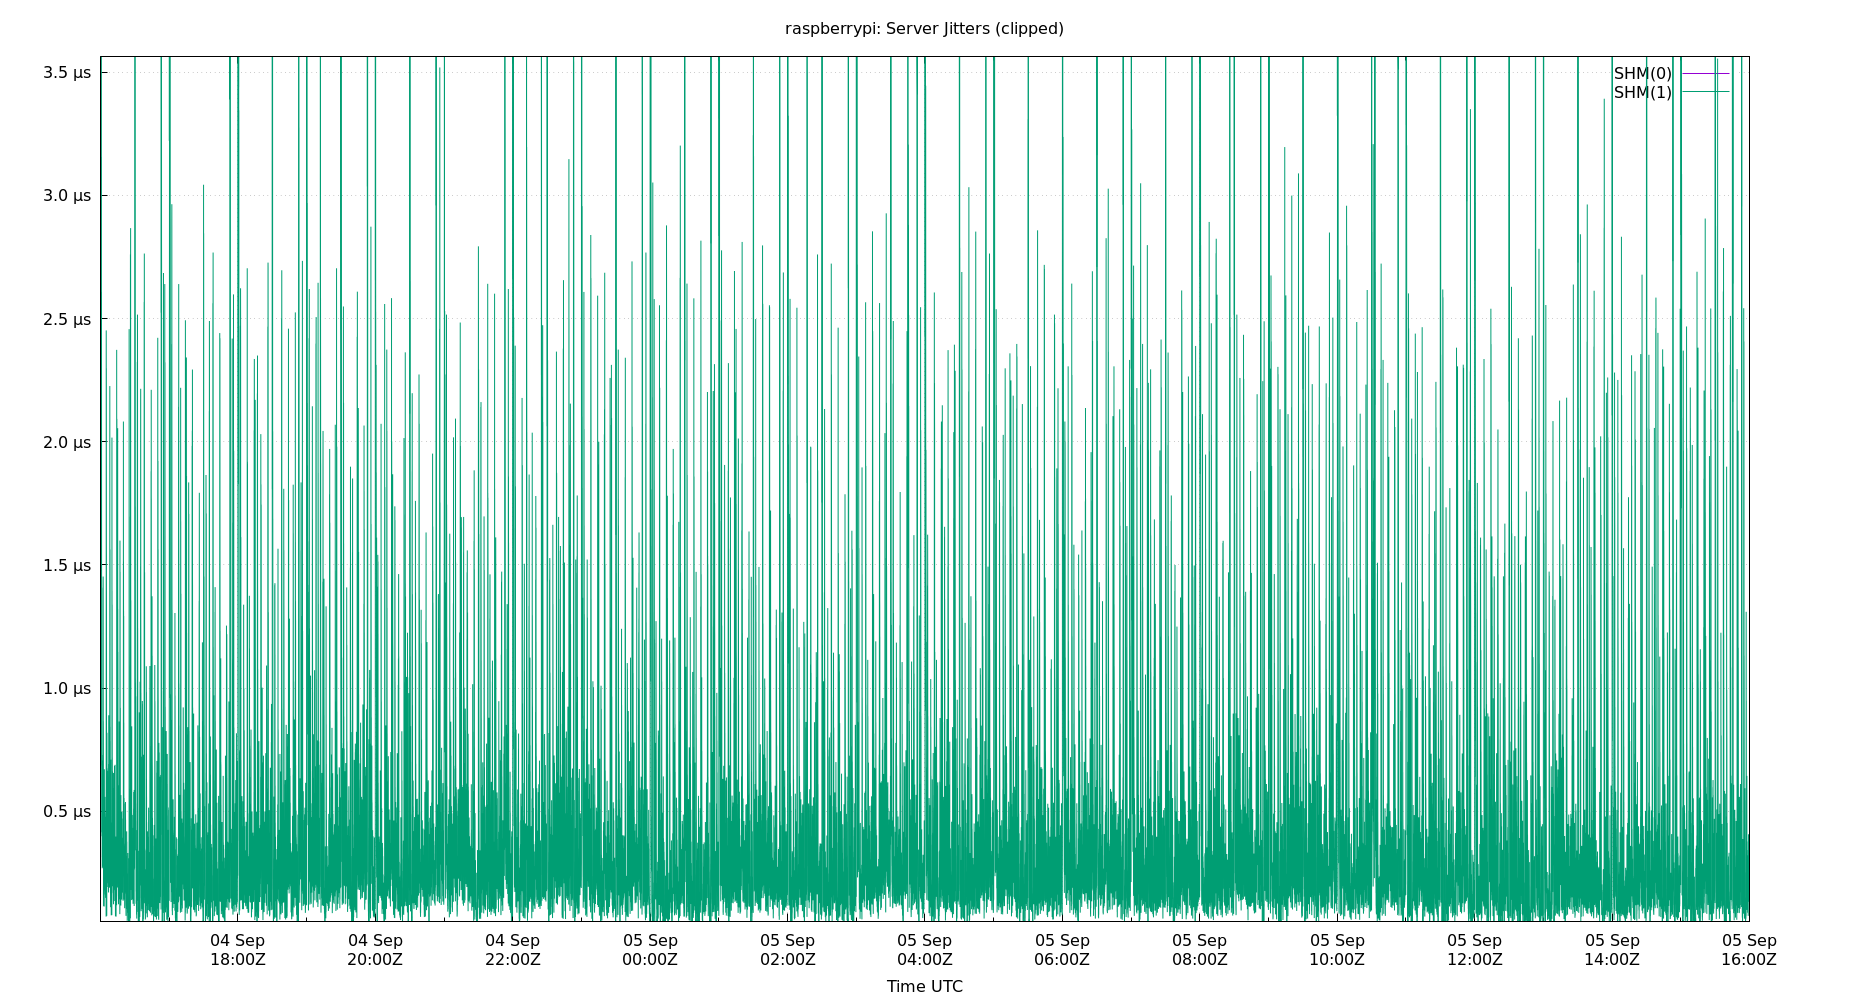 raspberrypi: Server Jitters (clipped)
3.5 µs
3.0 µs
2.5 µs
2.0 µs
1.5 µs
1.0 µs
0.5 µs
SHM(0)
SHM(1)
04 Sep 04 Sep 04 Sep 05 Sep 05 Sep 05 Sep 05 Sep 05 Sep 05 Sep 05 Sep 05 Sep 05 Sep
18:00Z 20:00Z 22:00Z 00:00Z 02:00Z 04:00Z 06:00Z 08:00Z 10:00Z 12:00Z 14:00Z 16:00Z
Time UTC